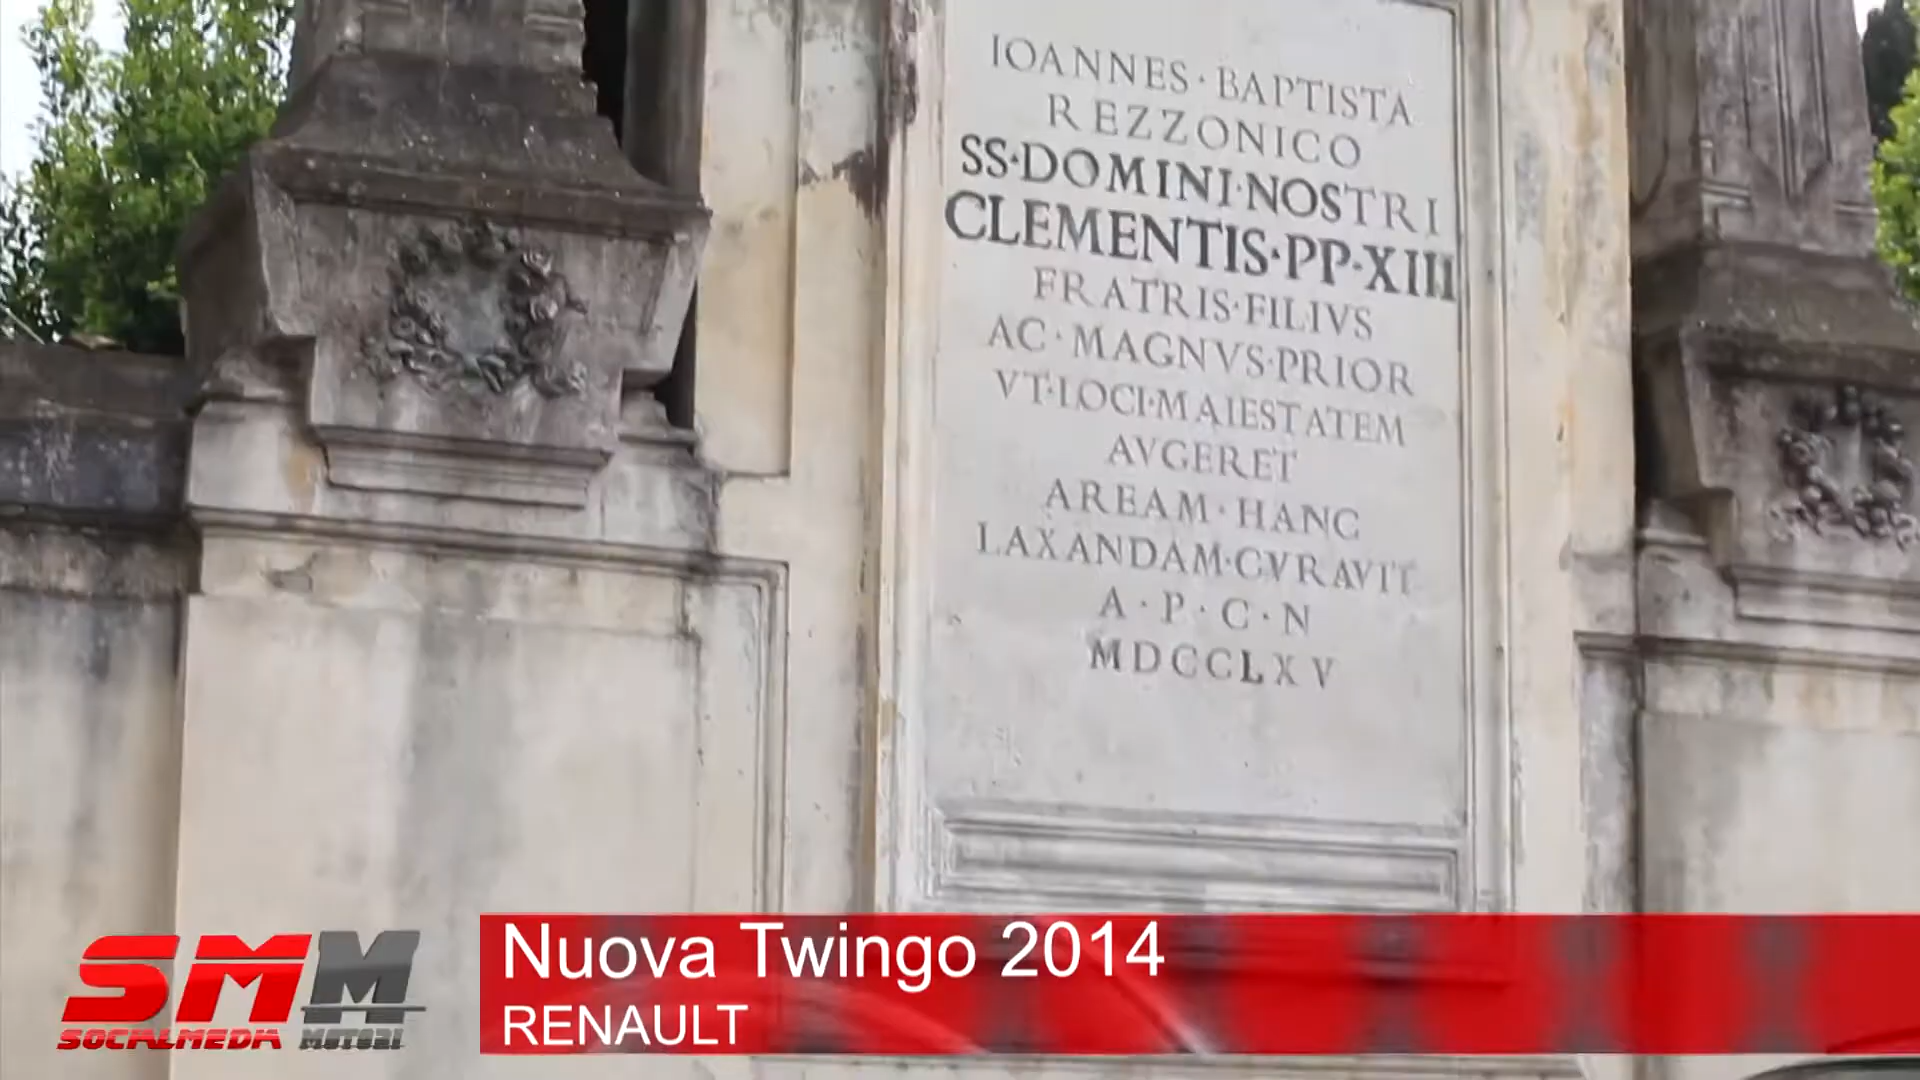 IOANNES · BAPTISTA
REZZONICO
SS·DOMINI·NOSTRI
CLEMENTIS·PP·XIII
FRATRIS·FILIVS
AC·MAGNVS·PRIOR
VT·LOCI·MAIESTATEM
AVGERET
AREAM·HANC
LAXANDAM·CVRAVIT
A·P·C·N
MDCCLXV
Nuova Twingo 2014
RENAULT
SMM
SOCIALMEDIA MOTORI